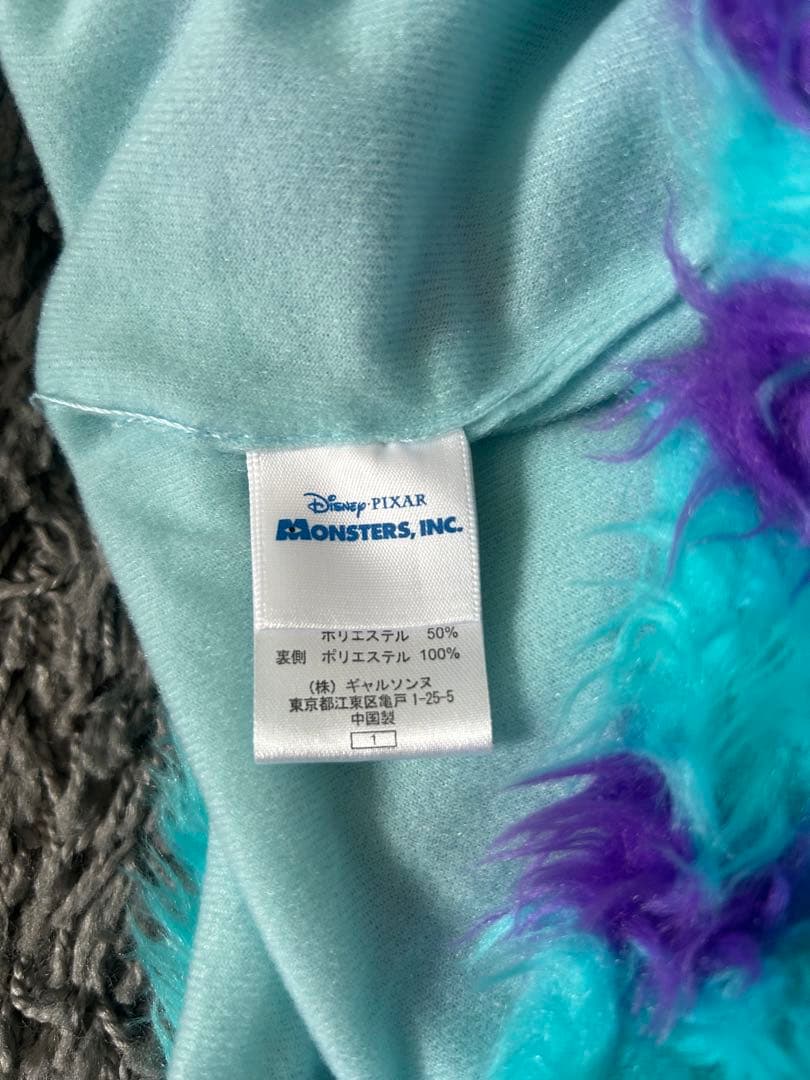 Disney·PIXAR
MONSTERS, INC.
ポリエステル 50%
裏側 ポリエステル 100%
(株) ギャルソンヌ
東京都江東区亀戸 1-25-5
中国製
1